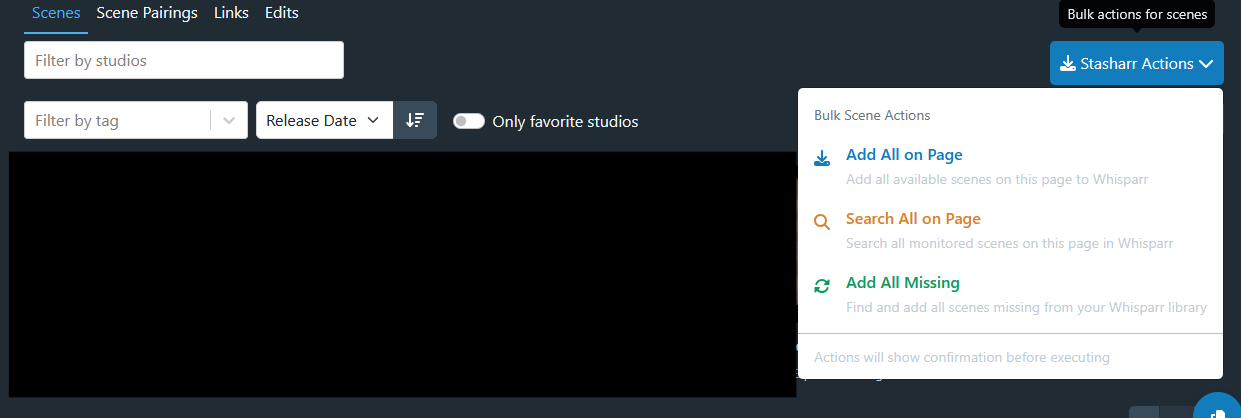 Scenes Scene Pairings Links Edits
Bulk actions for scenes
Filter by studios
Stasharr Actions
Filter by tag
Release Date
Only favorite studios
Bulk Scene Actions
Add All on Page
Add all available scenes on this page to Whisparr
Search All on Page
Search all monitored scenes on this page in Whisparr
Add All Missing
Find and add all scenes missing from your Whisparr library
Actions will show confirmation before executing